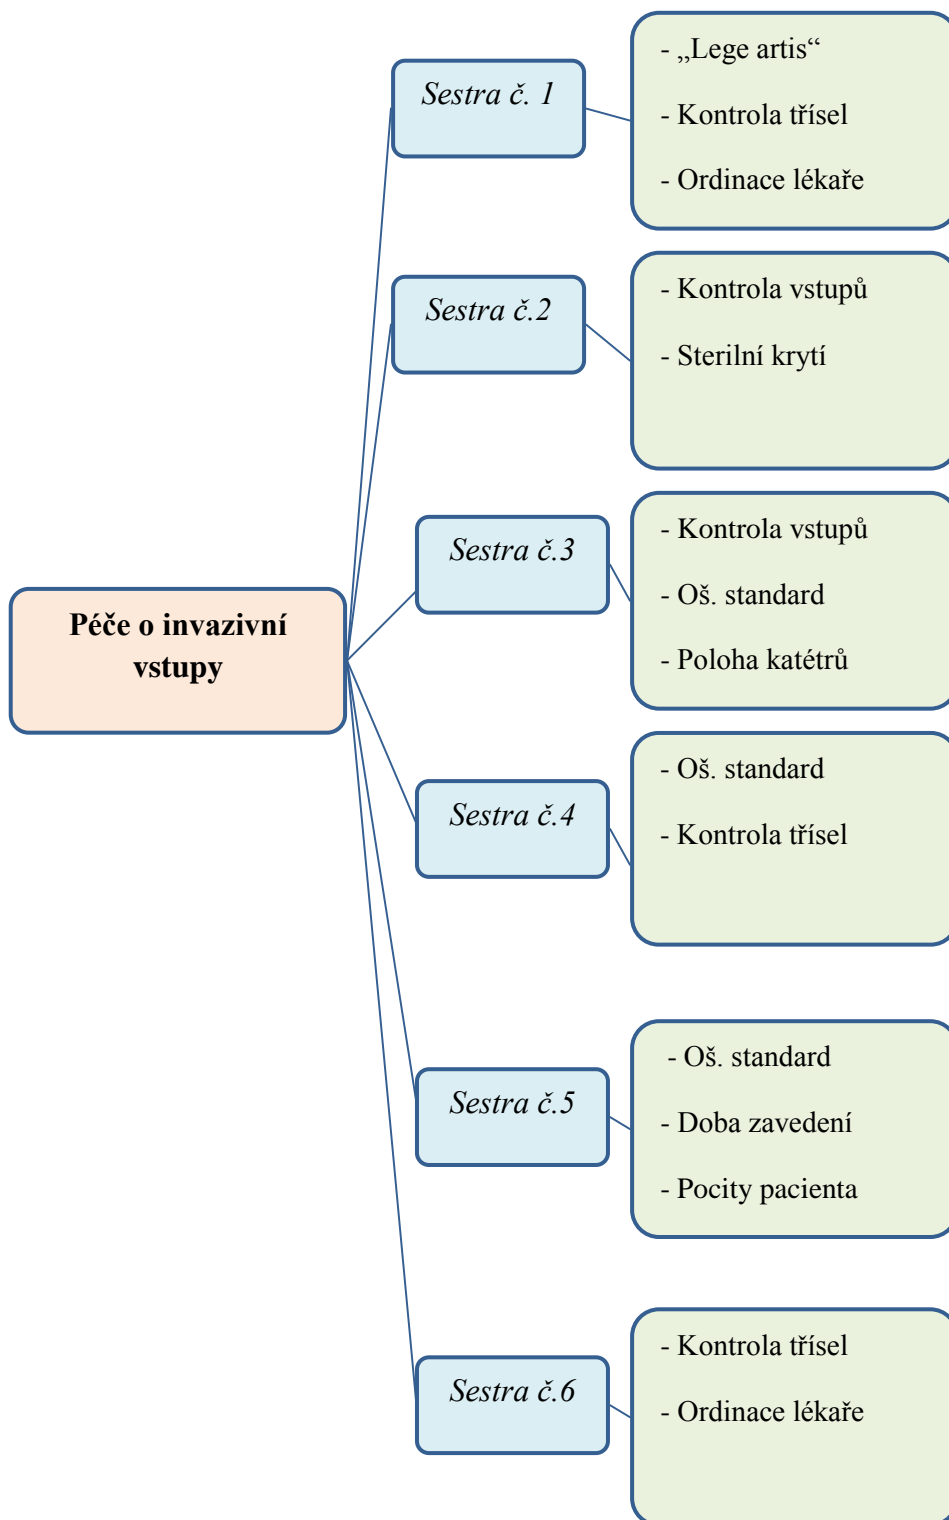 Péče o invazivní
vstupy
Sestra č. 1
- „Lege artis“
- Kontrola třísel
- Ordinace lékaře
Sestra č.2
- Kontrola vstupů
- Sterilní krytí
Sestra č.3
- Kontrola vstupů
- Oš. standard
- Poloha katétrů
Sestra č.4
- Oš. standard
- Kontrola třísel
Sestra č.5
- Oš. standard
- Doba zavedení
- Pocity pacienta
Sestra č.6
- Kontrola třísel
- Ordinace lékaře